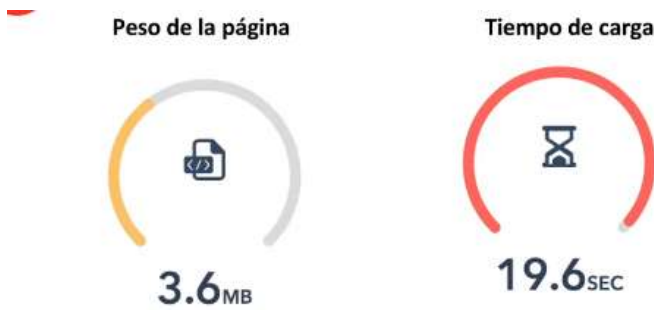 Peso de la página
Tiempo de carga
</>
3.6MB
19.6SEC